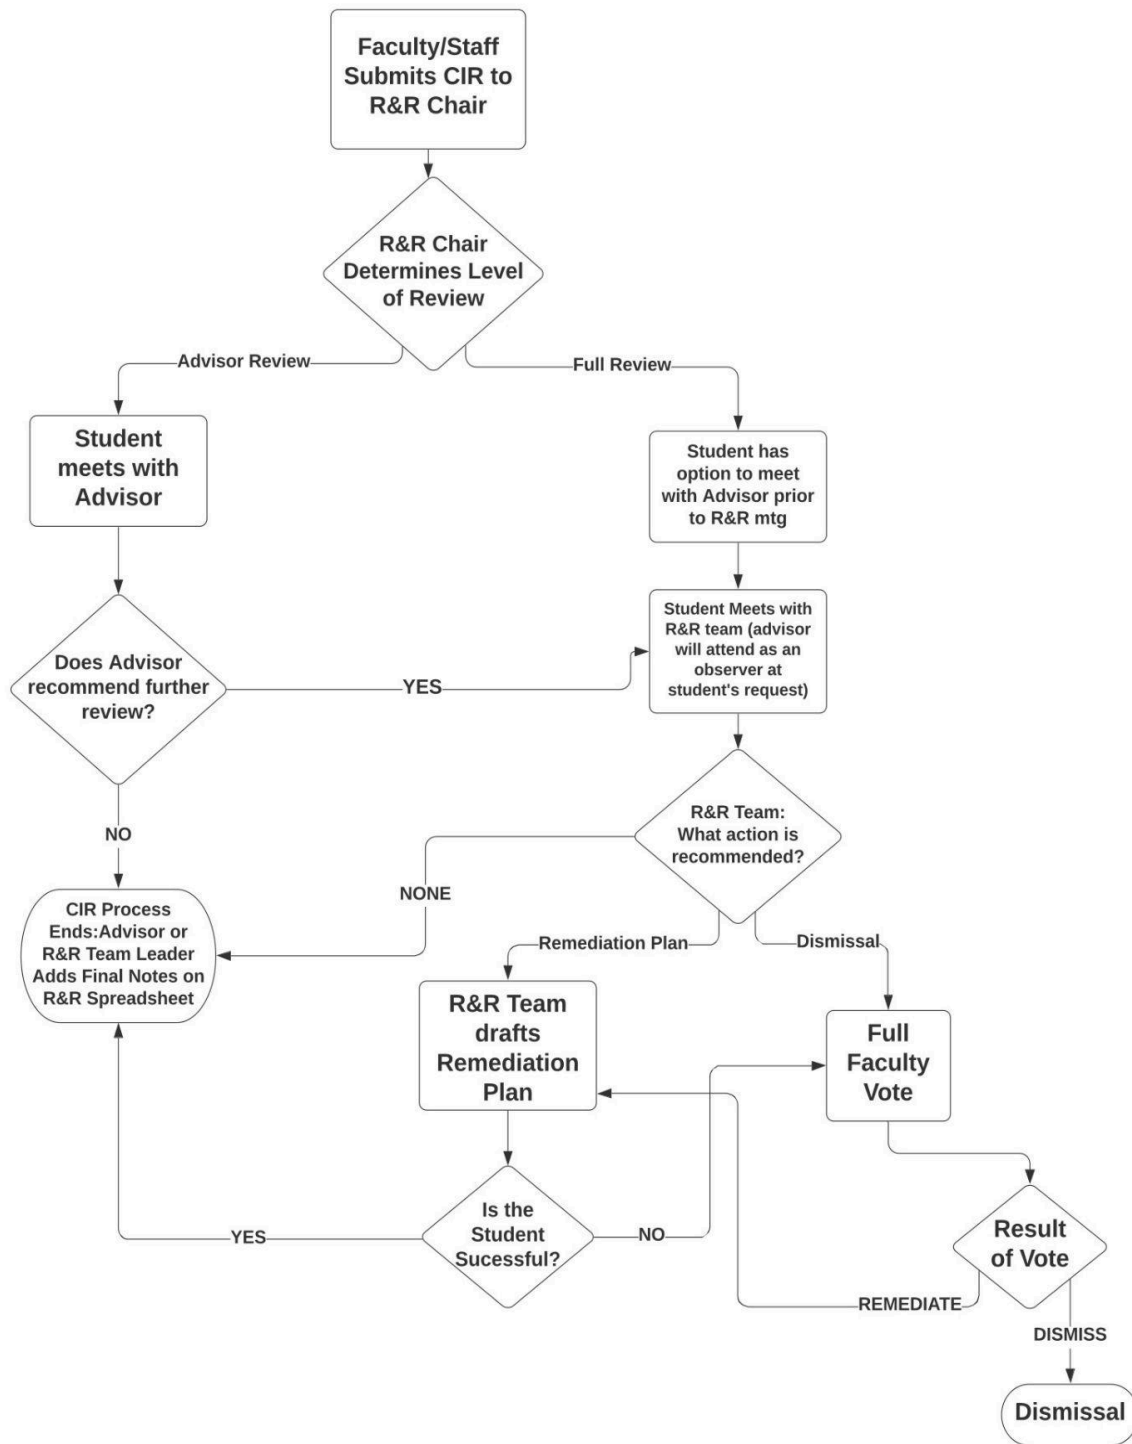 Faculty/Staff
Submits CIR to
R&R Chair
R&R Chair
Determines Level
of Review
Advisor Review
Full Review
Student
meets with
Advisor
Student has
option to meet
with Advisor prior
to R&R mtg
Student Meets with
R&R team (advisor
will attend as an
observer at
student's request)
Does Advisor
recommend further
review?
YES
NO
R&R Team:
What action is
recommended?
NONE
CIR Process
Ends:Advisor or
R&R Team Leader
Adds Final Notes on
R&R Spreadsheet
Remediation Plan
Dismissal
R&R Team
drafts
Remediation
Plan
Full
Faculty
Vote
Is the
Student
Sucessful?
YES
NO
Result
of Vote
REMEDIATE
DISMISS
Dismissal